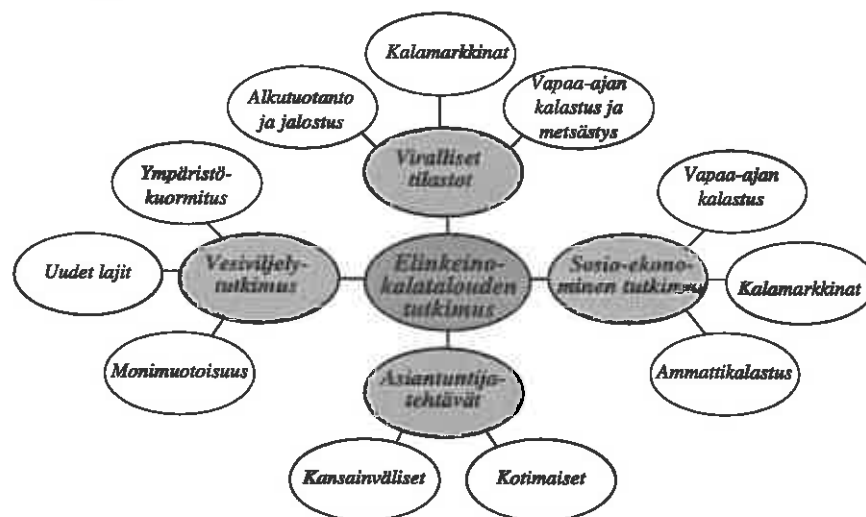 Kalamarkkinat
Alkutuotanto
ja jalostus
Vapaa-ajan
kalastus ja
metsästys
Viralliset
tilastot
Ympäristö-
kuormitus
Vapaa-ajan
kalastus
Uudet lajit
Vesiviljely-
tutkimus
Elinkeino-
kalatalouden
tutkimus
Sosio-ekono-
minen tutkimus
Kalamarkkinat
Monimuotoisuus
Ammattikalastus
Asiantuntija-
tehtävät
Kansainväliset
Kotimaiset